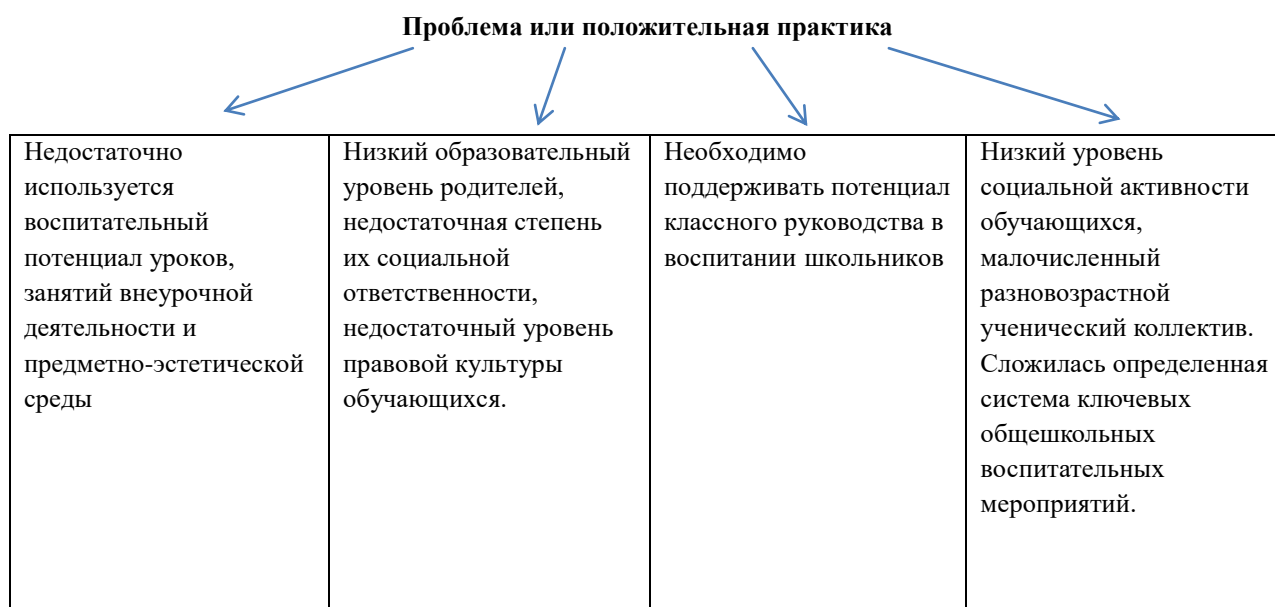 Проблема или положительная практика
Недостаточно
используется
воспитательный
потенциал уроков,
занятий внеурочной
деятельности и
предметно-эстетической
среды
Низкий образовательный
уровень родителей,
недостаточная степень
их социальной
ответственности,
недостаточный уровень
правовой культуры
обучающихся.
Необходимо
поддерживать потенциал
классного руководства в
воспитании школьников
Низкий уровень
социальной активности
обучающихся,
малочисленный
разновозрастной
ученический коллектив.
Сложилась определенная
система ключевых
общешкольных
воспитательных
мероприятий.